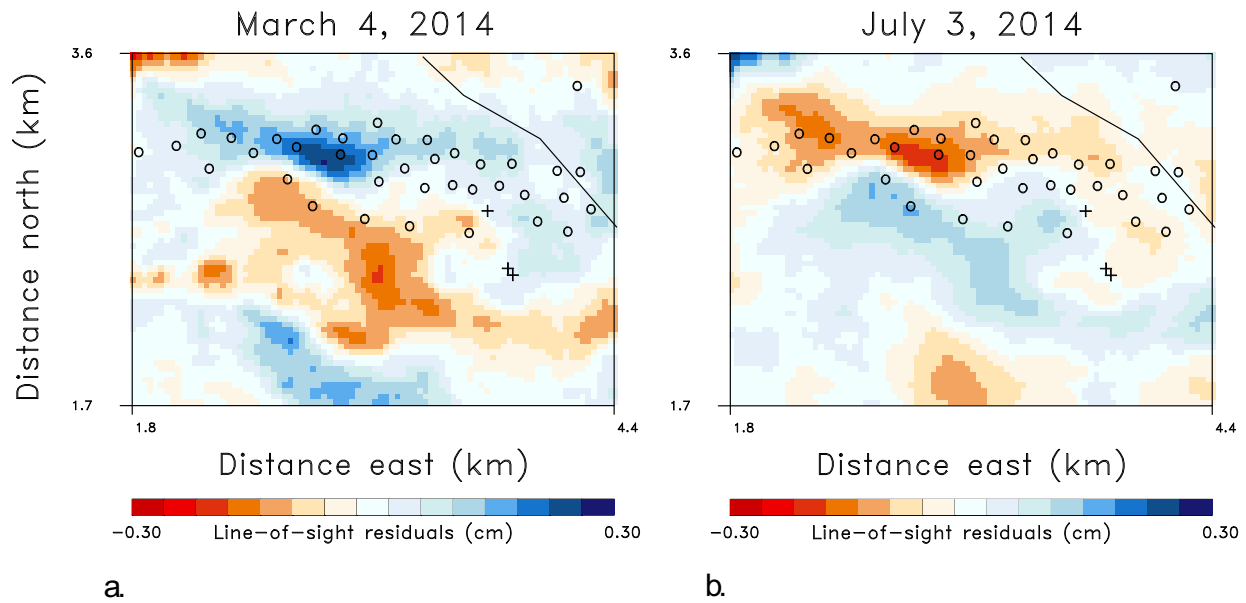 March 4, 2014
July 3, 2014
3.6
3.6
Distance north (km)
1.7
1.7
1.8
4.4
1.8
4.4
Distance east (km)
Distance east (km)
-0.30
Line-of-sight residuals (cm)
0.30
-0.30
Line-of-sight residuals (cm)
0.30
a.
b.